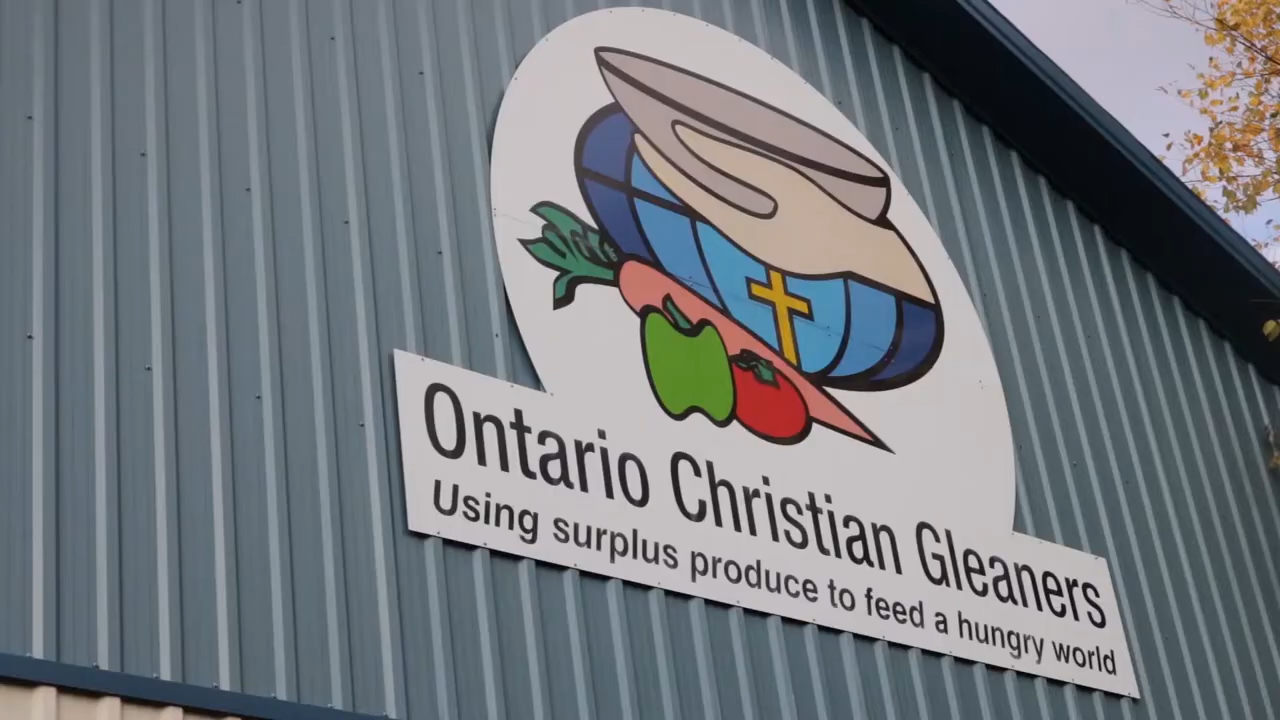 Ontario Christian Gleaners
Using surplus produce to feed a hungry world